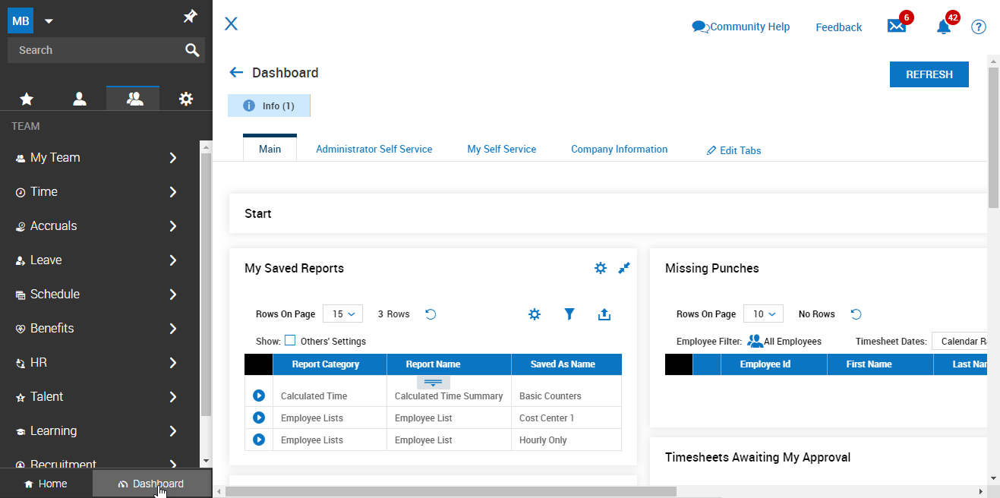 MB
Search
TEAM
My Team
Time
Accruals
Leave
Schedule
Benefits
HR
Talent
Learning
Recruitment
Home
Dashboard
Community Help
Feedback
6
42
?
Dashboard
REFRESH
i Info (1)
Main
Administrator Self Service
My Self Service
Company Information
Edit Tabs
Start
My Saved Reports
Rows On Page 15 3 Rows
Show: Others' Settings
Report Category Report Name Saved As Name
Calculated Time Calculated Time Summary Basic Counters
Employee Lists Employee List Cost Center 1
Employee Lists Employee List Hourly Only
Missing Punches
Rows On Page 10 No Rows
Employee Filter: All Employees Timesheet Dates: Calendar Ra
Employee Id First Name Last Nar
Timesheets Awaiting My Approval